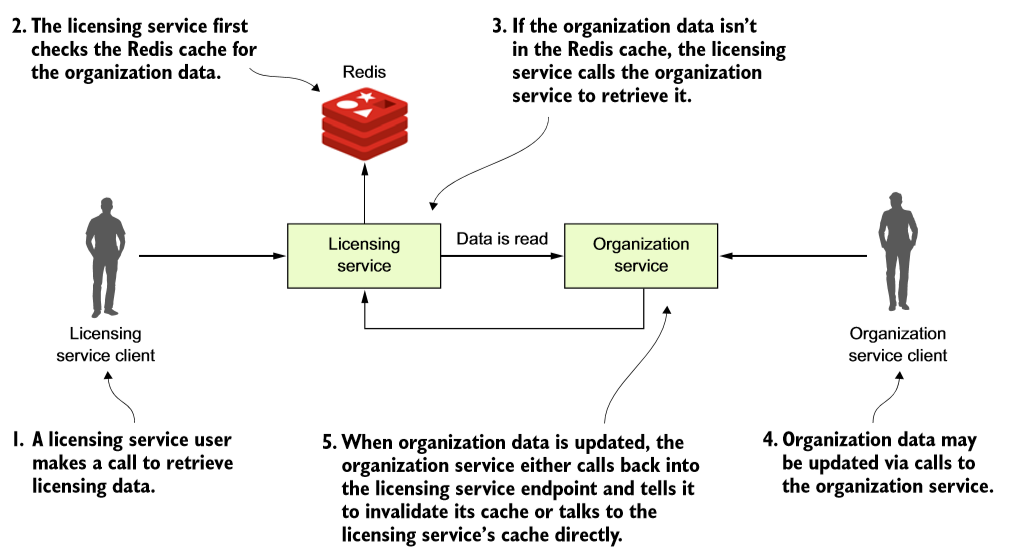 2. The licensing service first
checks the Redis cache for
the organization data.
3. If the organization data isn't
in the Redis cache, the licensing
service calls the organization
service to retrieve it.
Redis
Licensing
service
Data is read
Organization
service
Licensing
service client
Organization
service client
1. A licensing service user
makes a call to retrieve
licensing data.
5. When organization data is updated, the
organization service either calls back into
the licensing service endpoint and tells it
to invalidate its cache or talks to the
licensing service's cache directly.
4. Organization data may
be updated via calls to
the organization service.